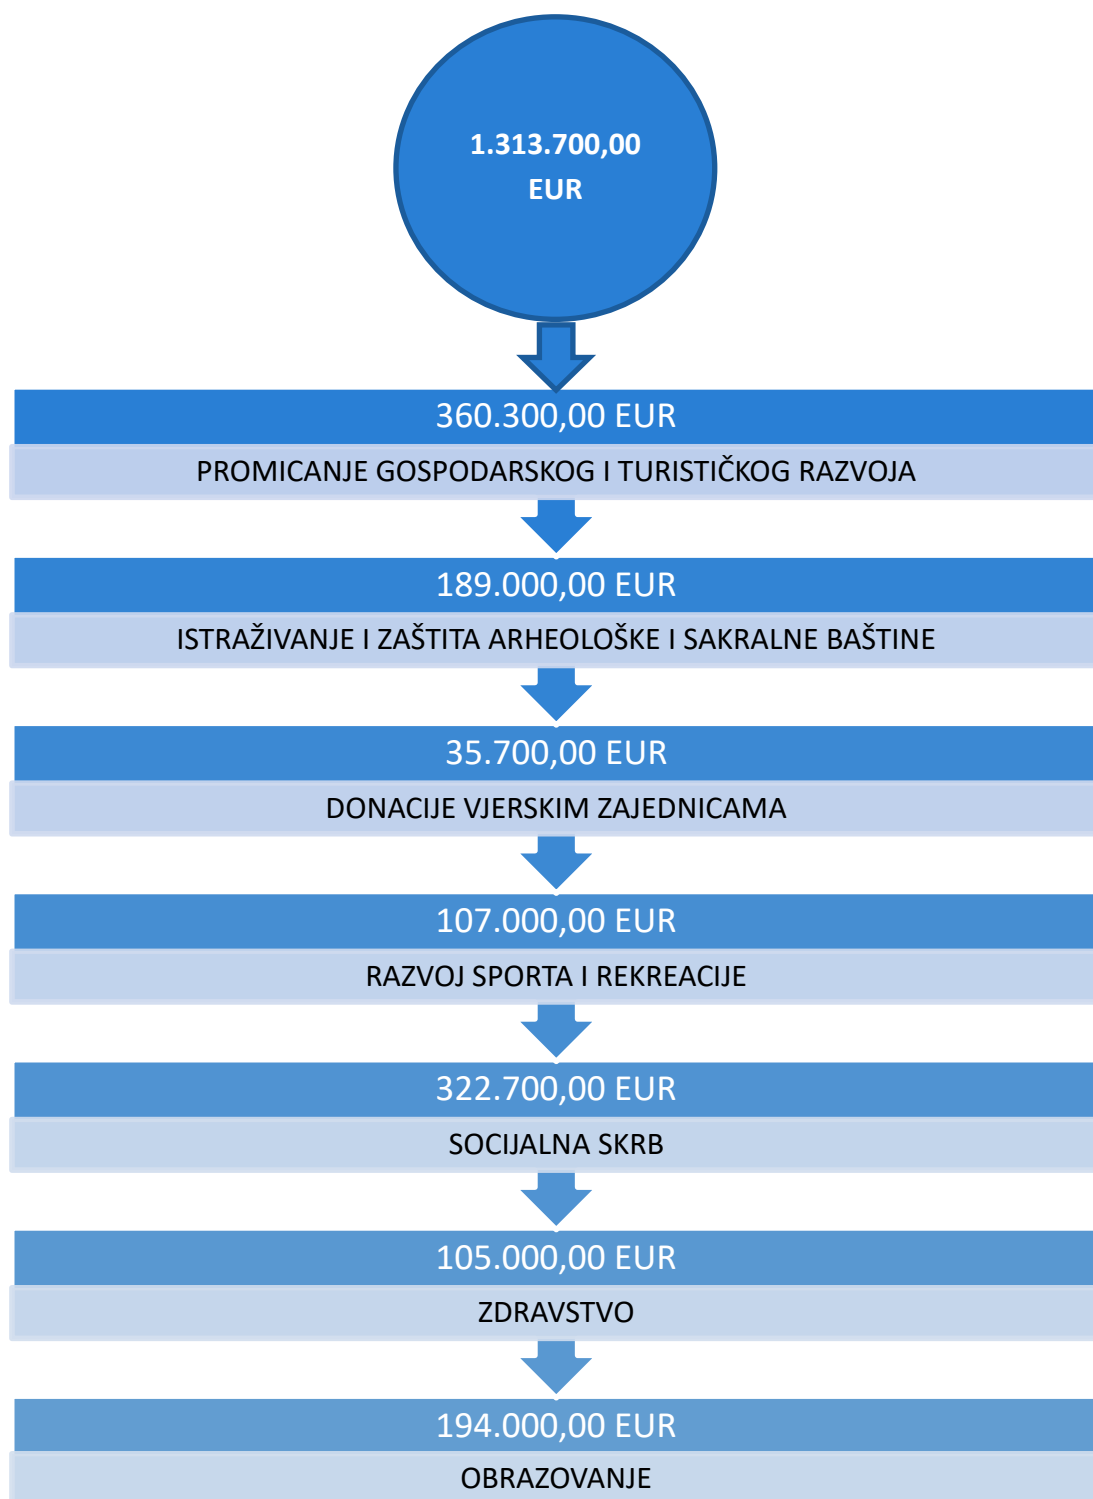 1.313.700,00
EUR
360.300,00 EUR
PROMICANJE GOSPODARSKOG I TURISTIČKOG RAZVOJA
189.000,00 EUR
ISTRAŽIVANJE I ZAŠTITA ARHEOLOŠKE I SAKRALNE BAŠTINE
35.700,00 EUR
DONACIJE VJERSKIM ZAJEDNICAMA
107.000,00 EUR
RAZVOJ SPORTA I REKREACIJE
322.700,00 EUR
SOCIJALNA SKRB
105.000,00 EUR
ZDRAVSTVO
194.000,00 EUR
OBRAZOVANJE